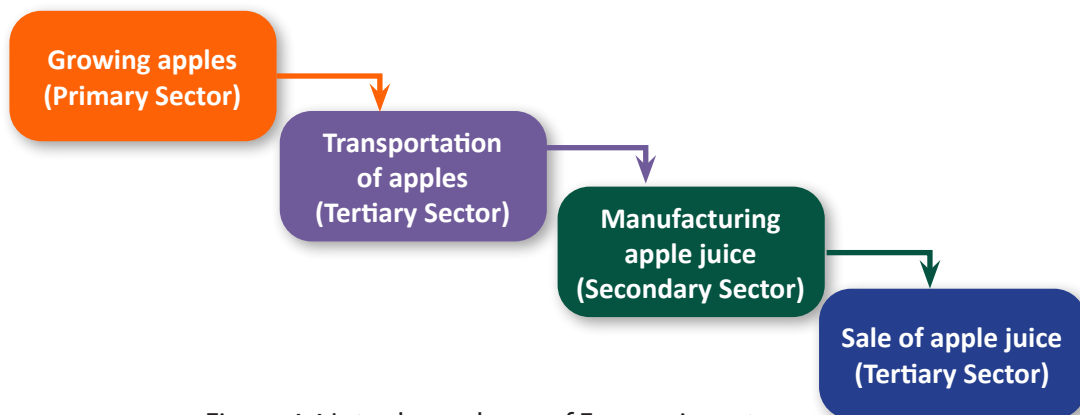 Growing apples
(Primary Sector)
Transportation
of apples
(Tertiary Sector)
Manufacturing
apple juice
(Secondary Sector)
Sale of apple juice
(Tertiary Sector)